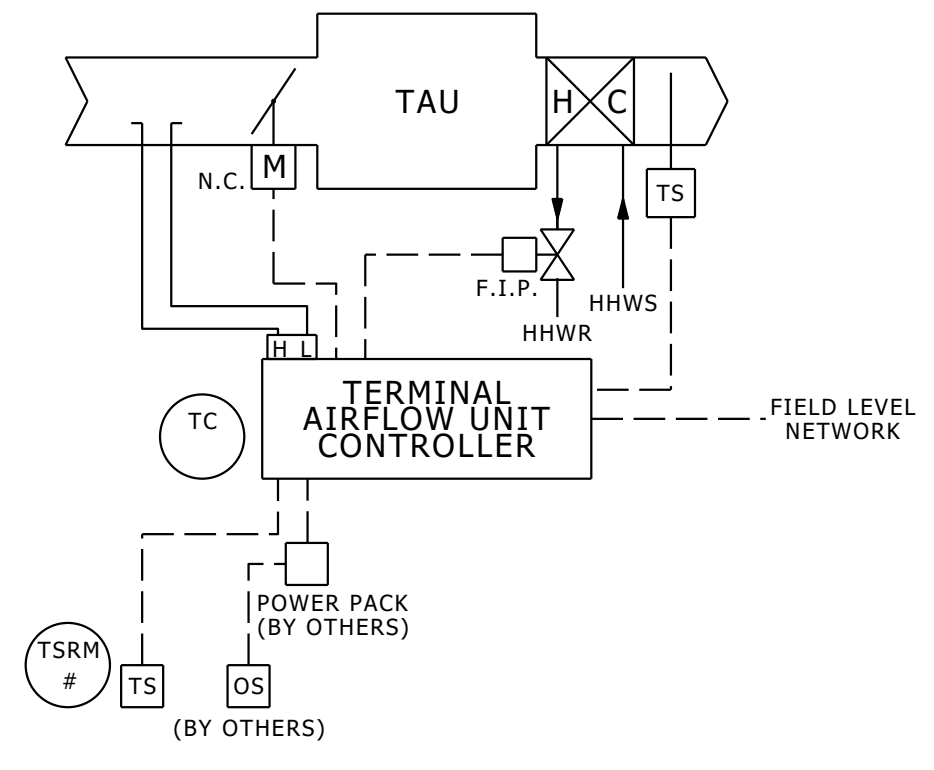 TAU
H C
M
N.C.
TS
F.I.P.
HHWS
HHWR
H L
TERMINAL
AIRFLOW UNIT
CONTROLLER
TC
FIELD LEVEL
NETWORK
POWER PACK
(BY OTHERS)
TSRM
#
TS
OS
(BY OTHERS)